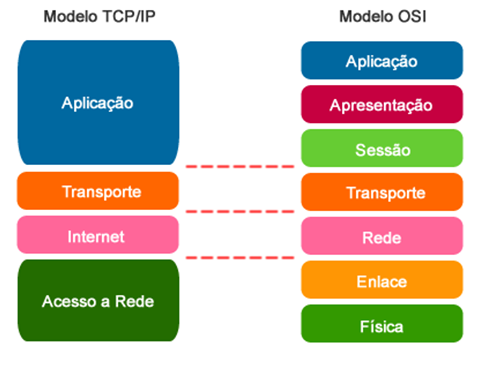 Modelo TCP/IP
Aplicação
Transporte
Internet
Acesso a Rede
Modelo OSI
Aplicação
Apresentação
Sessão
Transporte
Rede
Enlace
Física